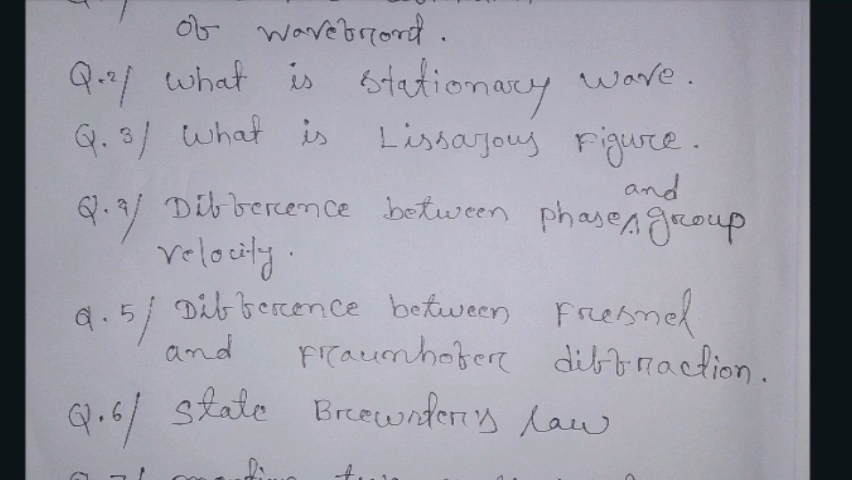 of wavefront.
Q.2/ What is stationary wave.
Q.3/ What is Lissajous Figure.
Q.4/ Difference between phase and group
velocity.
Q.5/ Difference between Fresnel
and Fraunhofer diffraction.
Q.6/ State Brewster's Law